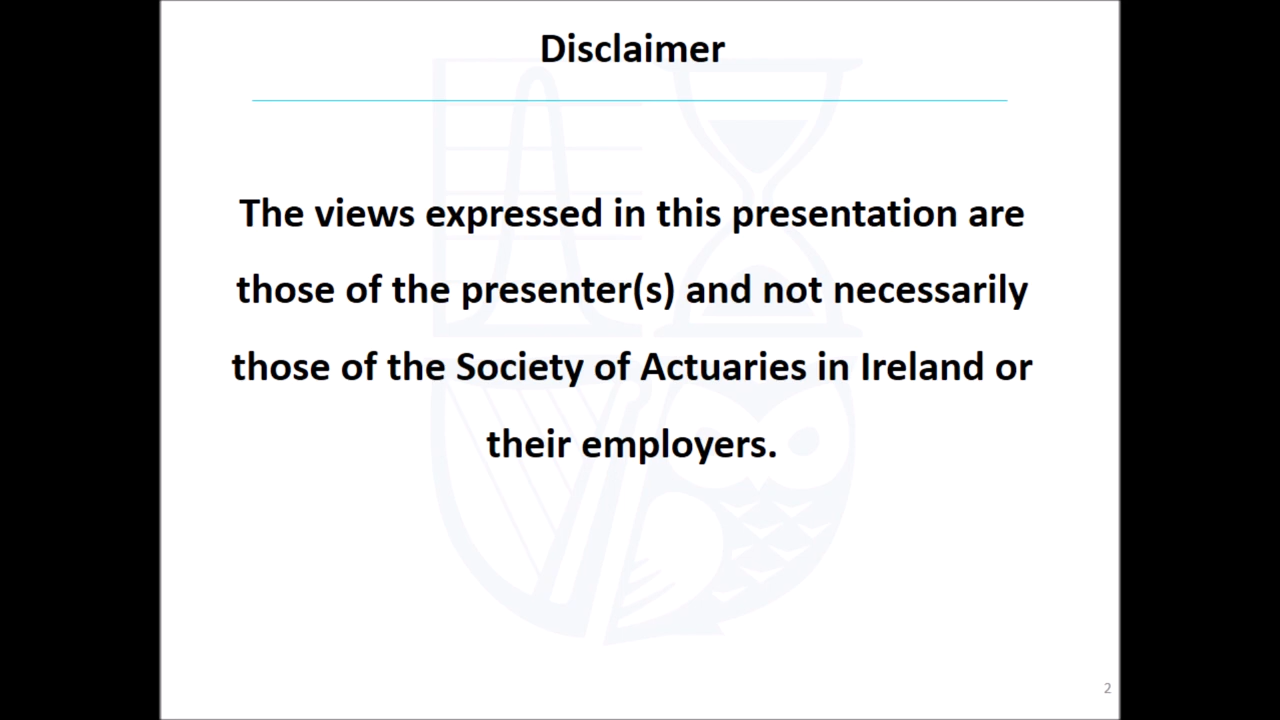 Disclaimer
The views expressed in this presentation are
those of the presenter(s) and not necessarily
those of the Society of Actuaries in Ireland or
their employers.
2